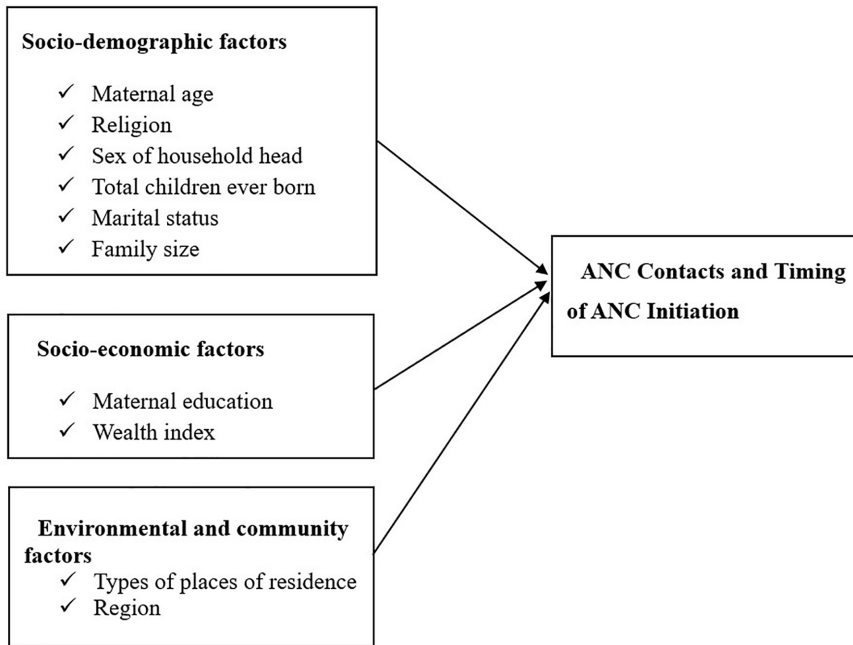 Socio-demographic factors
✓ Maternal age
✓ Religion
✓ Sex of household head
✓ Total children ever born
✓ Marital status
✓ Family size
Socio-economic factors
✓ Maternal education
✓ Wealth index
Environmental and community
factors
✓ Types of places of residence
✓ Region
ANC Contacts and Timing
of ANC Initiation